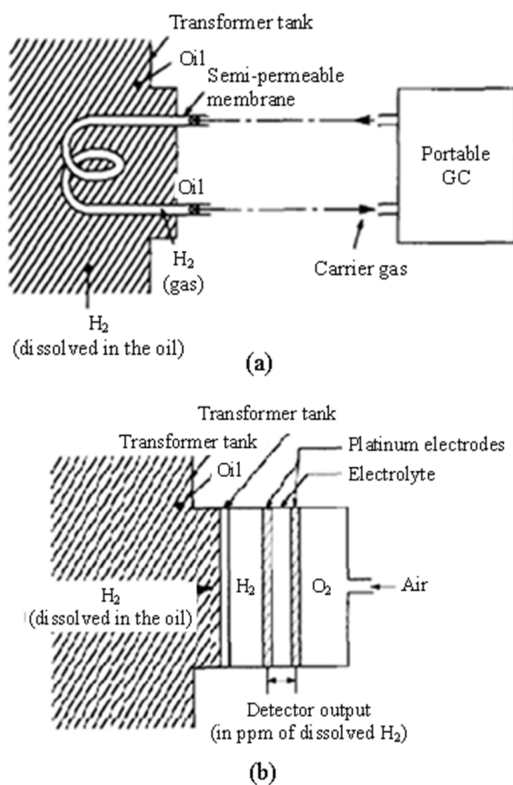 Transformer tank
Oil
Semi-permeable
membrane
Portable
GC
Oil
H₂
(gas)
Carrier gas
H₂
(dissolved in the oil)
(a)
Transformer tank
Transformer tank
Platinum electrodes
Oil
Electrolyte
H₂
(dissolved in the oil)
H₂
O₂
Air
Detector output
(in ppm of dissolved H₂)
(b)